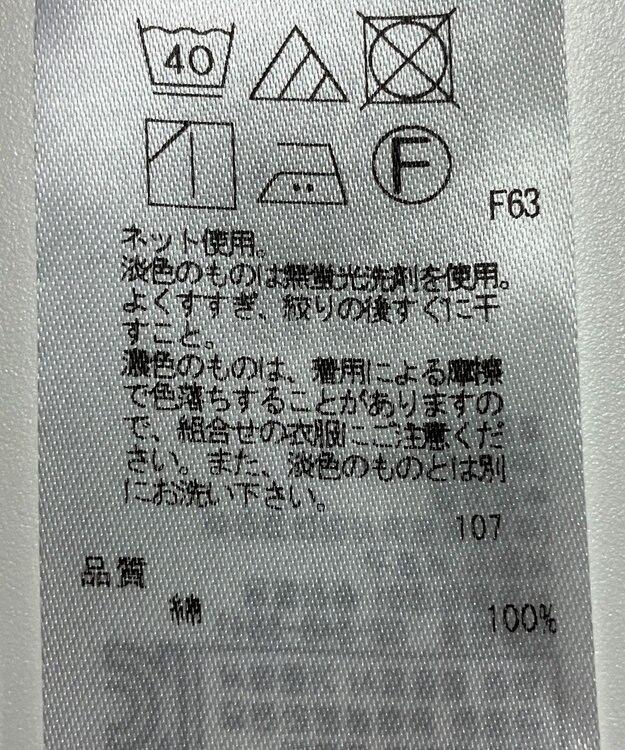 40
F
F63
ネット使用。
淡色のものは無蛍光洗剤を使用。
よくすすぎ、絞りの後すぐに干
すこと。
濃色のものは、着用による摩擦
で色落ちすることがありますの
で、組合せの衣服にご注意くだ
さい。また、淡色のものとは別
にお洗い下さい。
107
品質
綿 100%